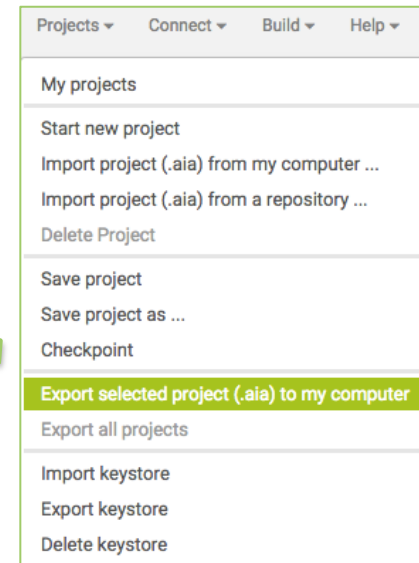 Projects ▾ Connect ▾ Build ▾ Help ▾
My projects
Start new project
Import project (.aia) from my computer ...
Import project (.aia) from a repository ...
Delete Project
Save project
Save project as ...
Checkpoint
Export selected project (.aia) to my computer
Export all projects
Import keystore
Export keystore
Delete keystore